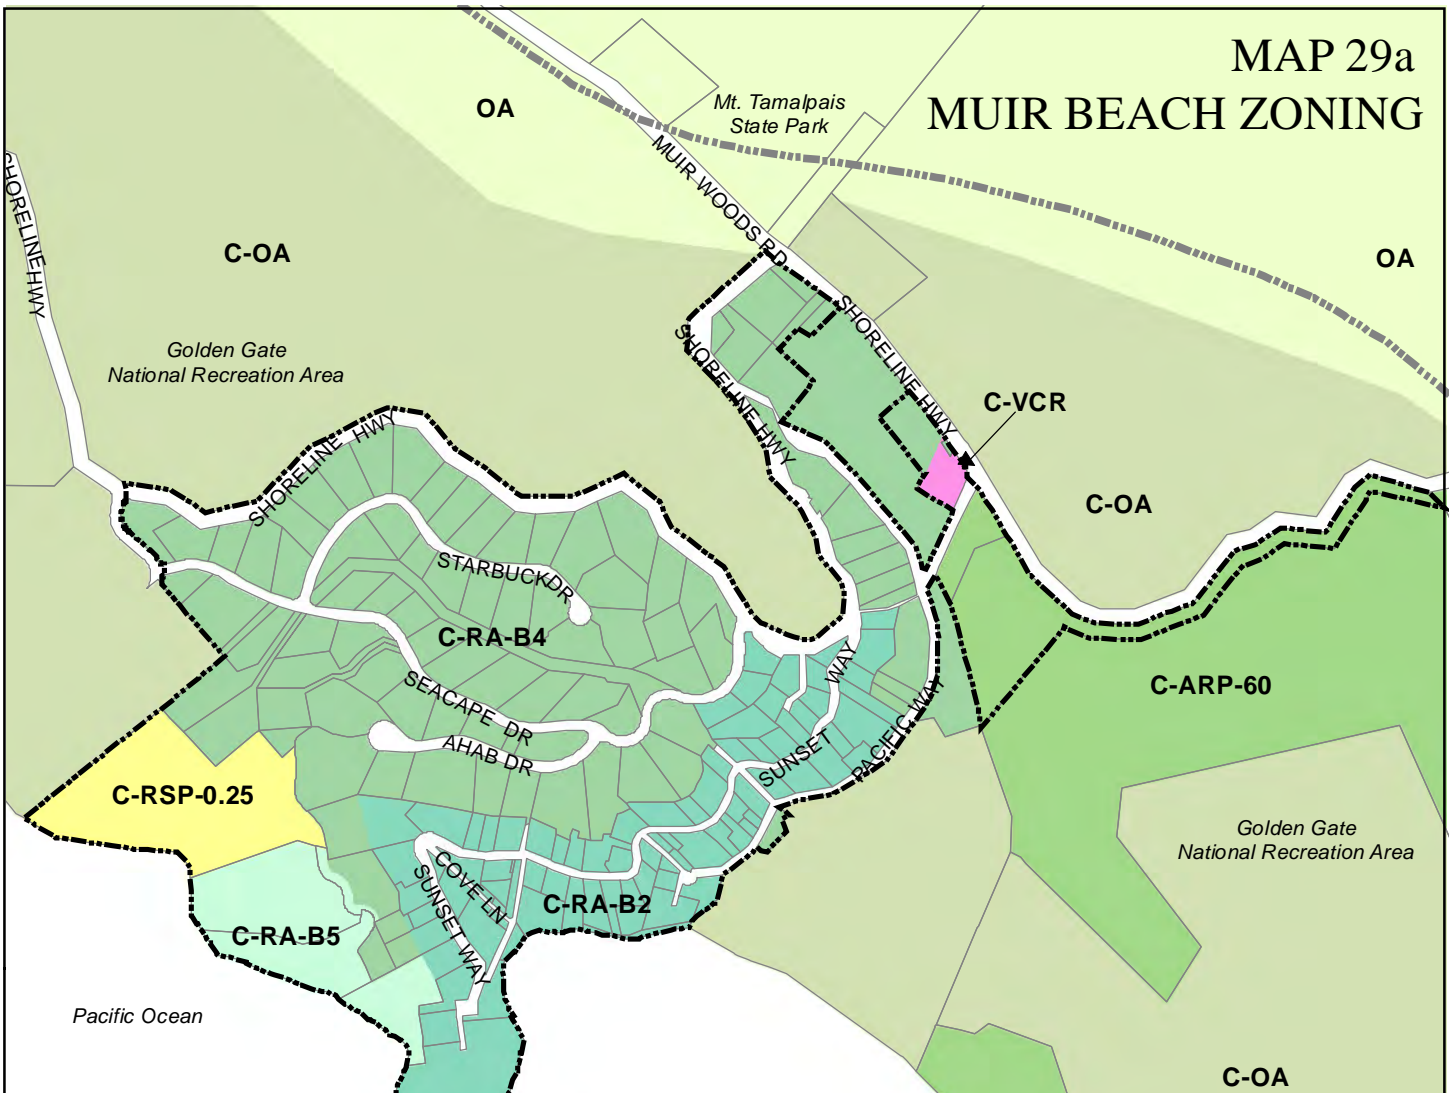 MAP 29a
MUIR BEACH ZONING
OA
Mt. Tamalpais
State Park
MUIR WOODS RD
SHORELINE HWY
C-OA
OA
Golden Gate
National Recreation Area
SHORELINE HWY
SHORELINE HWY
C-VCR
SHORELINE HWY
C-OA
STARBUCK DR
C-RA-B4
WAY
C-ARP-60
SEACAPE DR
AHAB DR
SUNSET
PACIFIC WAY
C-RSP-0.25
Golden Gate
National Recreation Area
COVE LN
SUNSET WAY
C-RA-B2
C-RA-B5
Pacific Ocean
C-OA